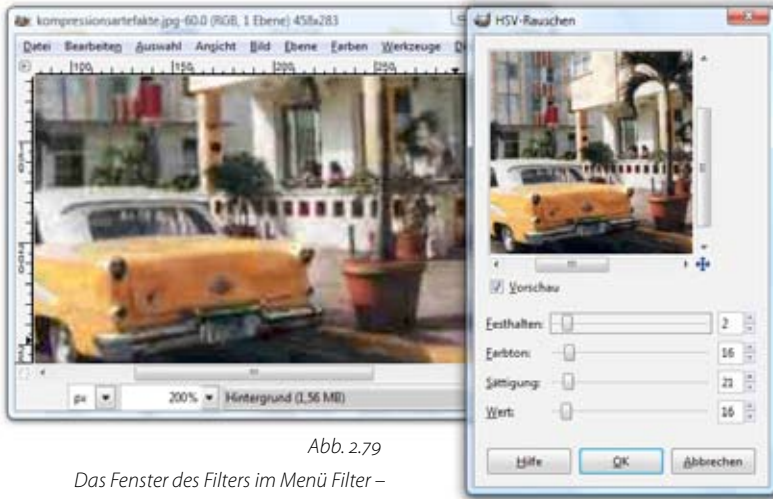 kompressionsartefakte.jpg-60.0 (RGB, 1 Ebene) 458x283
Datei Bearbeiten Auswahl Ansicht Bild Ebene Farben Werkzeuge
100 150 200 250
px 200% Hintergrund (1,56 MB)
HSV-Rauschen
Vorschau
Festhalten: 2
Farbton: 16
Sättigung: 21
Wert: 16
Hilfe OK Abbrechen
Abb. 2.79
Das Fenster des Filters im Menü Filter –